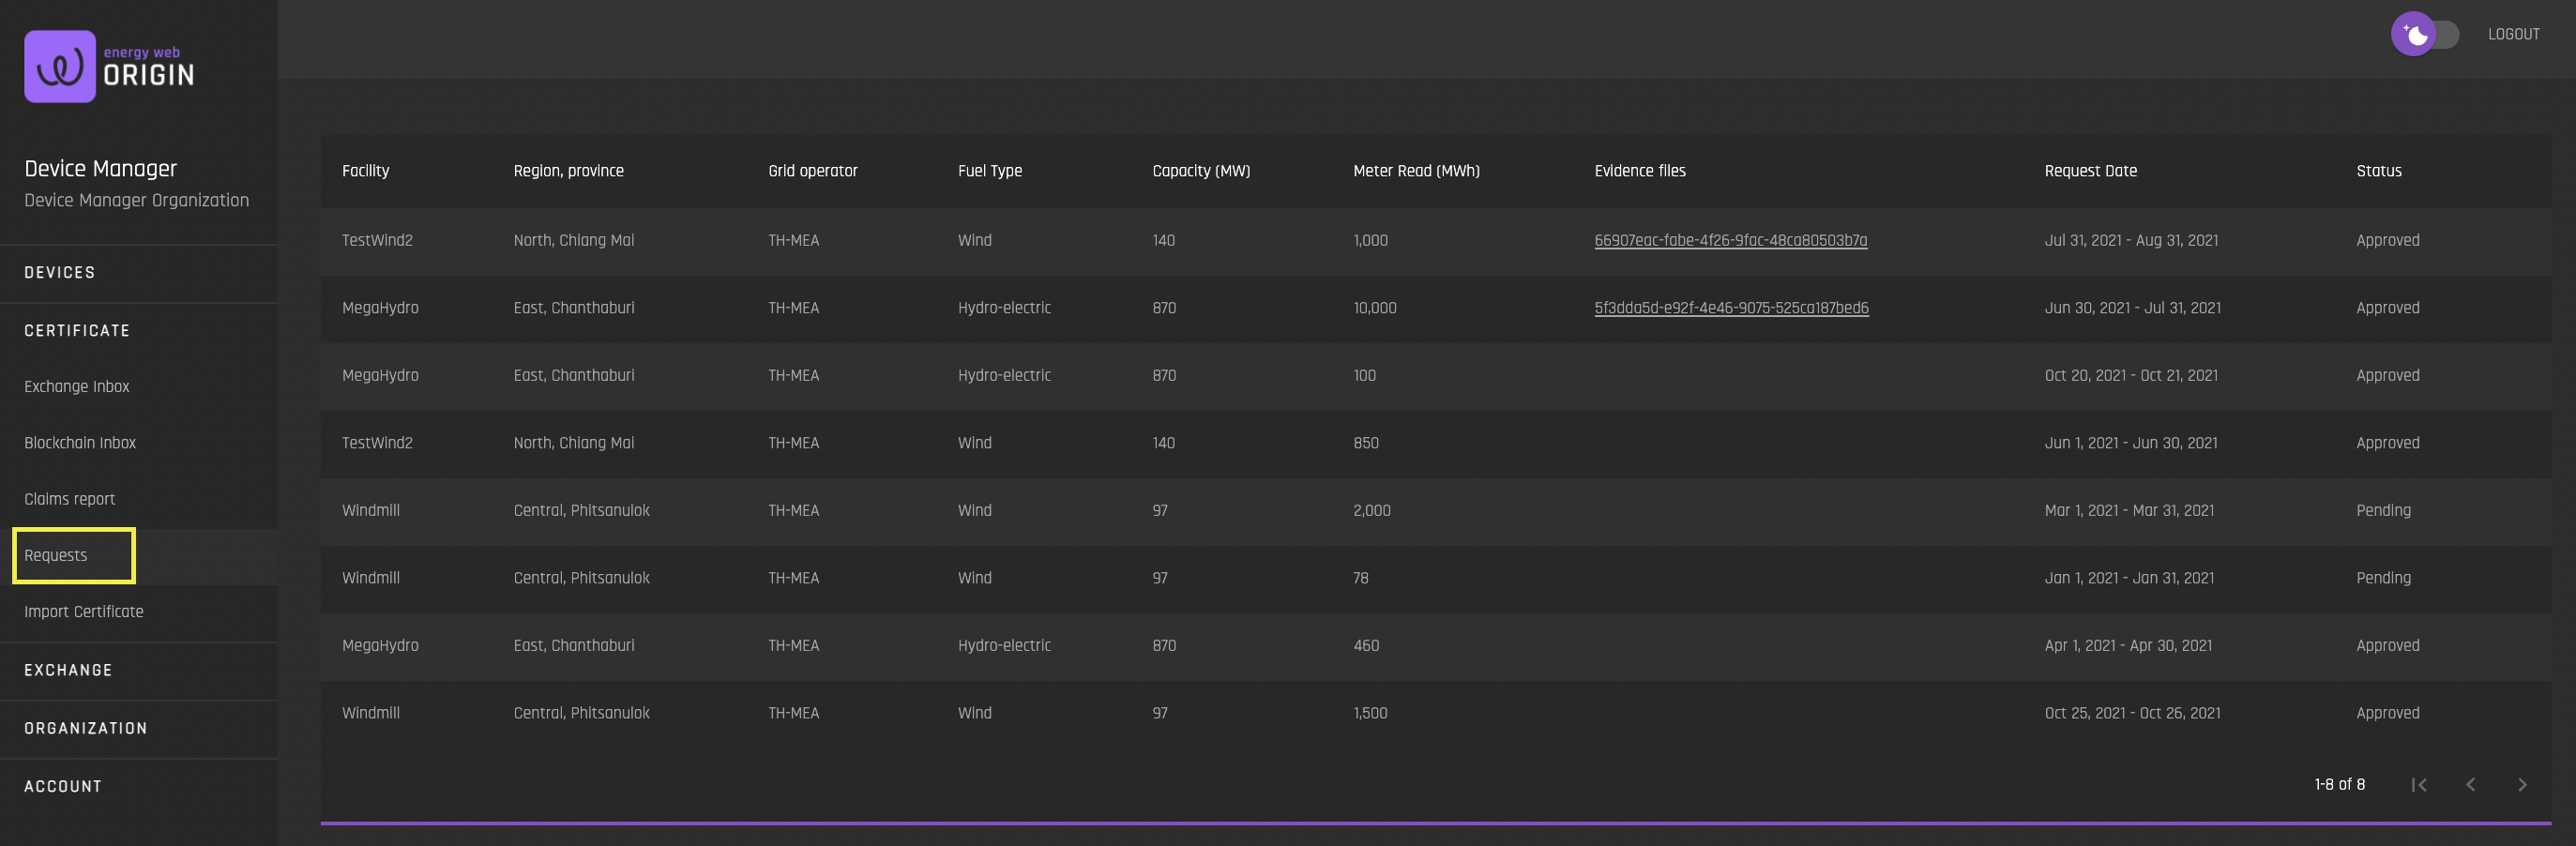 energy web
ORIGIN
LOGOUT
Device Manager
Device Manager Organization
DEVICES
CERTIFICATE
Exchange Inbox
Blockchain Inbox
Claims report
Requests
Import Certificate
EXCHANGE
ORGANIZATION
ACCOUNT
Facility Region, province Grid operator Fuel Type Capacity (MW) Meter Read (MWh) Evidence files Request Date Status
TestWind2 North, Chiang Mai TH-MEA Wind 140 1,000 66907eac-fabe-4f26-9fac-48ca80503b7a Jul 31, 2021 - Aug 31, 2021 Approved
MegaHydro East, Chanthaburi TH-MEA Hydro-electric 870 10,000 5f3dda5d-e92f-4e46-9075-525ca187bed6 Jun 30, 2021 - Jul 31, 2021 Approved
MegaHydro East, Chanthaburi TH-MEA Hydro-electric 870 100 Oct 20, 2021 - Oct 21, 2021 Approved
TestWind2 North, Chiang Mai TH-MEA Wind 140 850 Jun 1, 2021 - Jun 30, 2021 Approved
Windmill Central, Phitsanulok TH-MEA Wind 97 2,000 Mar 1, 2021 - Mar 31, 2021 Pending
Windmill Central, Phitsanulok TH-MEA Wind 97 78 Jan 1, 2021 - Jan 31, 2021 Pending
MegaHydro East, Chanthaburi TH-MEA Hydro-electric 870 460 Apr 1, 2021 - Apr 30, 2021 Approved
Windmill Central, Phitsanulok TH-MEA Wind 97 1,500 Oct 25, 2021 - Oct 26, 2021 Approved
1-8 of 8